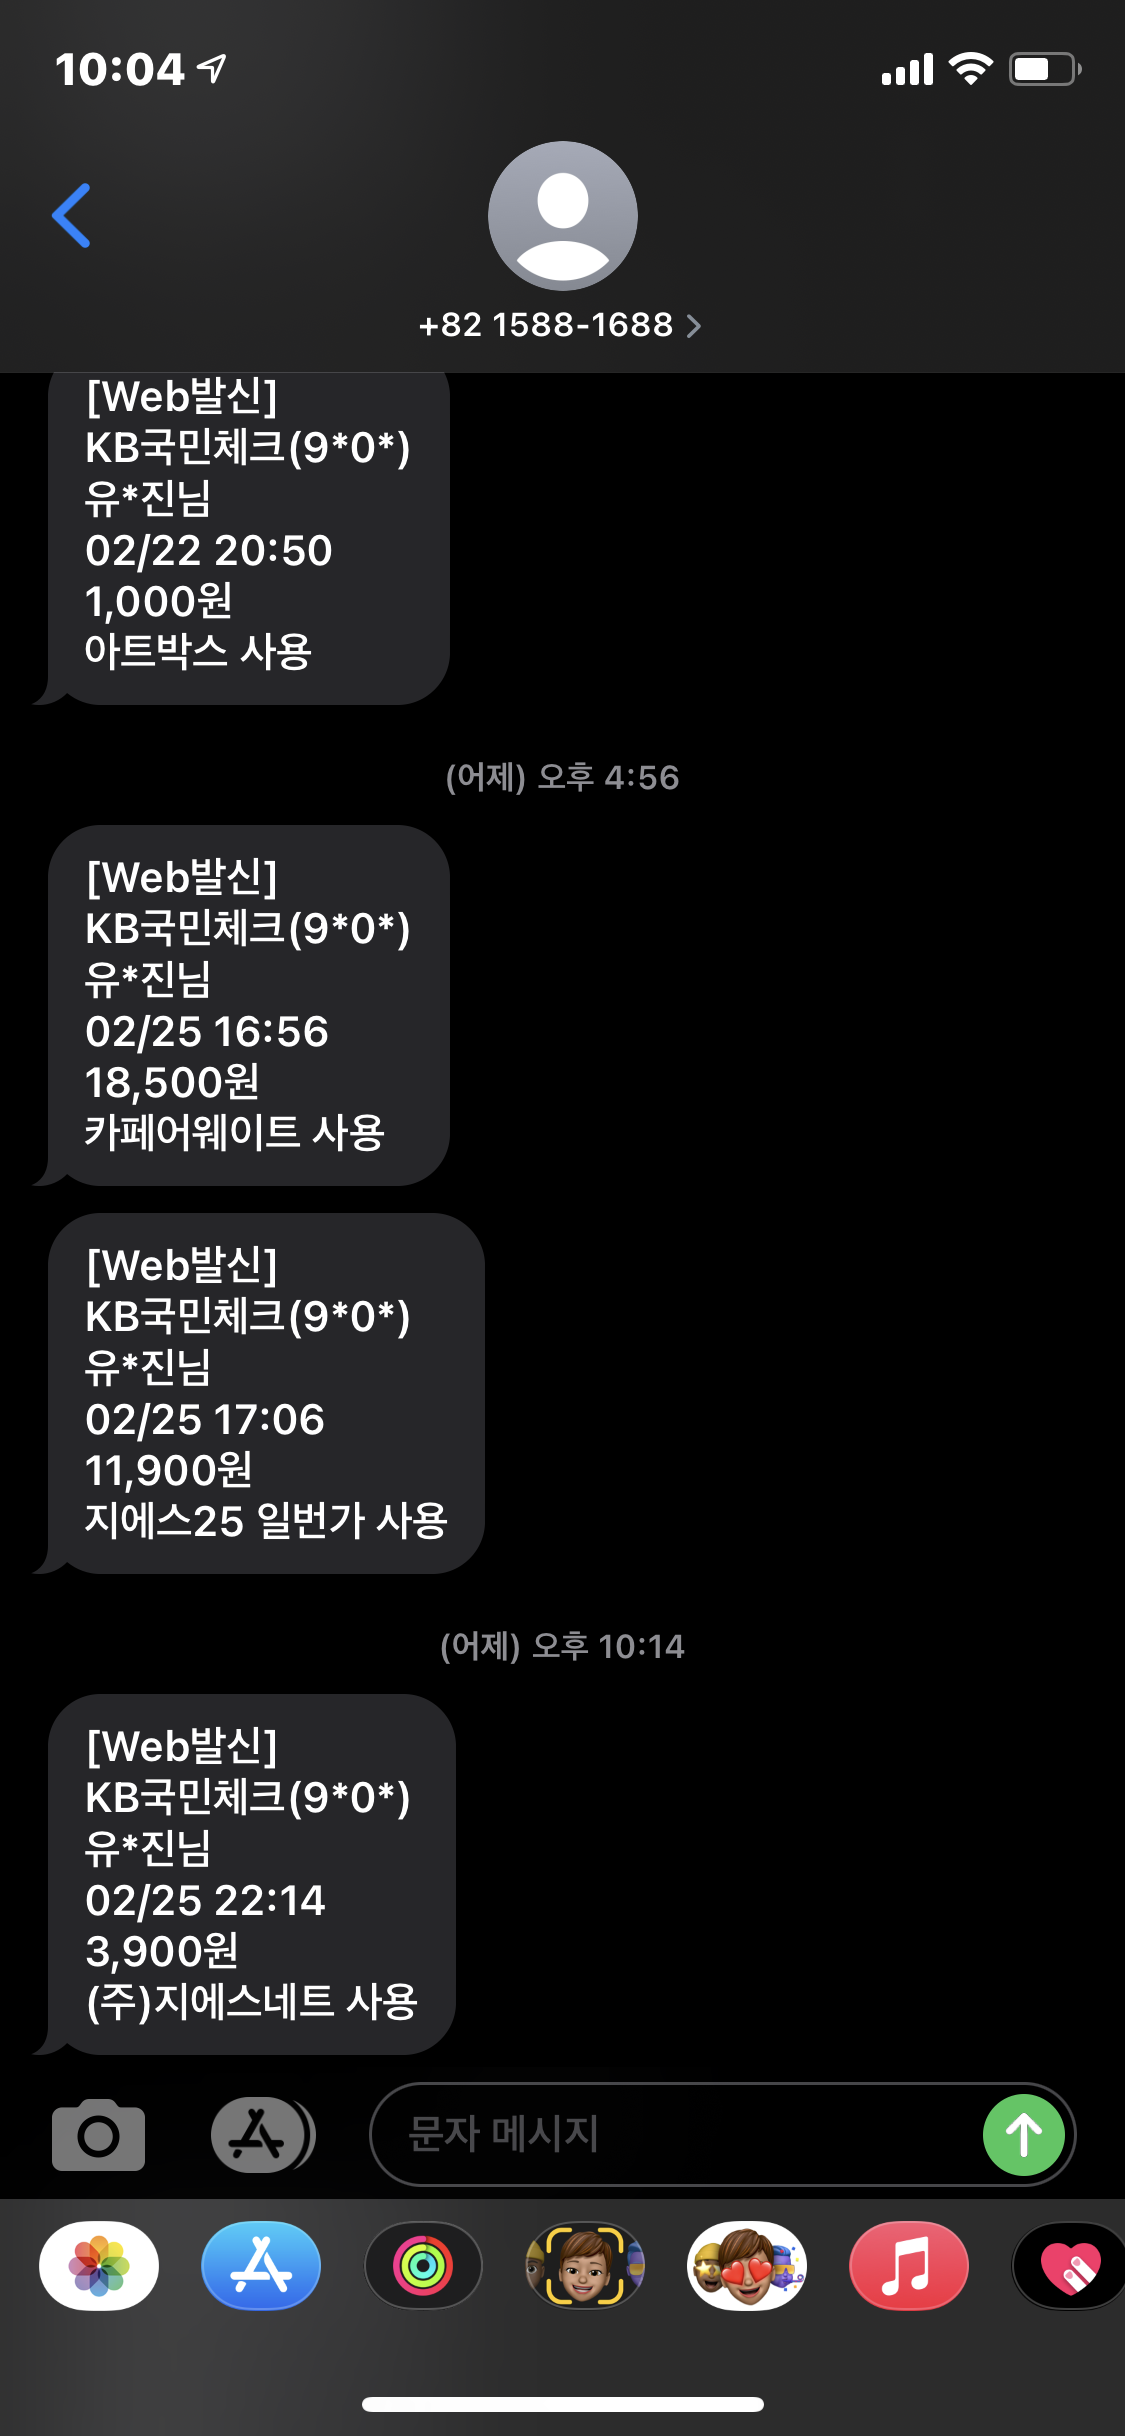 10:04
+82 1588-1688
[Web발신]
KB국민체크(9*0*)
유*진님
02/22 20:50
1,000원
아트박스 사용
(어제) 오후 4:56
[Web발신]
KB국민체크(9*0*)
유*진님
02/25 16:56
18,500원
카페어웨이트 사용
[Web발신]
KB국민체크(9*0*)
유*진님
02/25 17:06
11,900원
지에스25 일번가 사용
(어제) 오후 10:14
[Web발신]
KB국민체크(9*0*)
유*진님
02/25 22:14
3,900원
(주)지에스네트 사용
문자 메시지